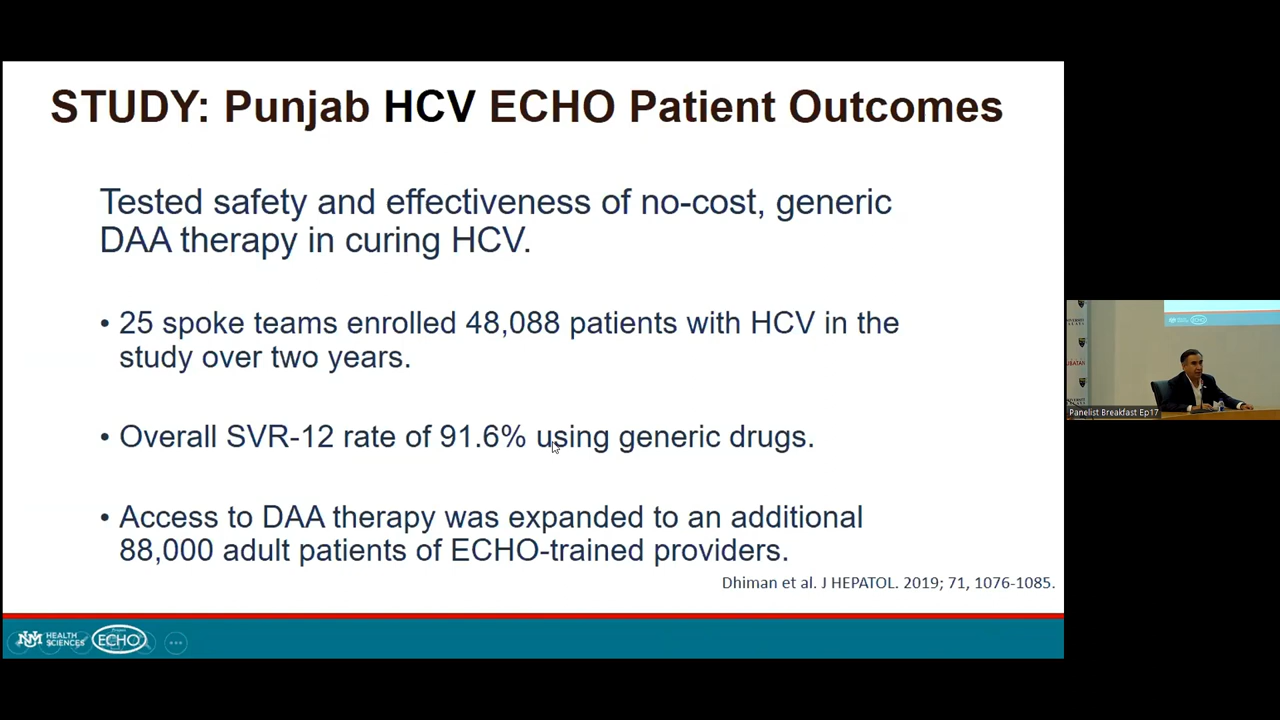 STUDY: Punjab HCV ECHO Patient Outcomes
Tested safety and effectiveness of no-cost, generic
DAA therapy in curing HCV.
• 25 spoke teams enrolled 48,088 patients with HCV in the
study over two years.
• Overall SVR-12 rate of 91.6% using generic drugs.
• Access to DAA therapy was expanded to an additional
88,000 adult patients of ECHO-trained providers.
Dhiman et al. J HEPATOL. 2019; 71, 1076-1085.
UNM HEALTH
SCIENCES
ECHO
Panelist Breakfast Ep17